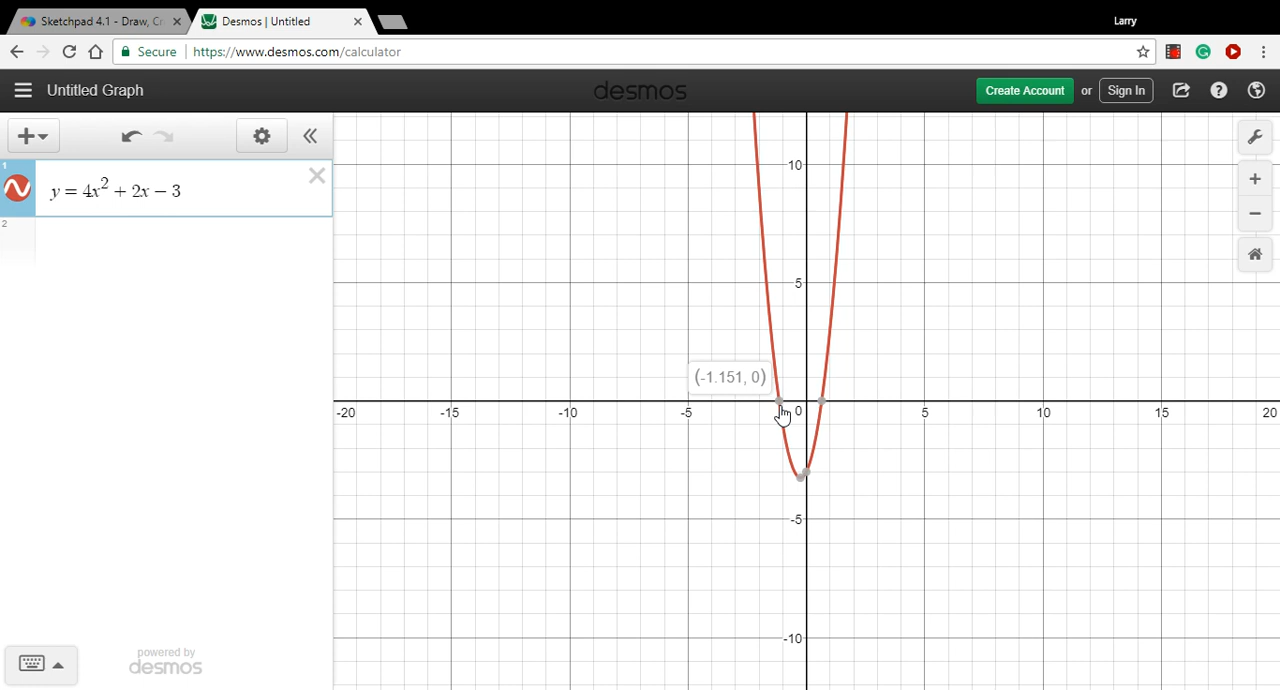 Sketchpad 4.1 - Draw, Cr
Desmos | Untitled
Larry
Secure https://www.desmos.com/calculator
Untitled Graph
desmos
Create Account or Sign In
1
y = 4x² + 2x − 3
2
10
5
(-1.151, 0)
-20 -15 -10 -5 0 5 10 15 20
-5
-10
powered by
desmos